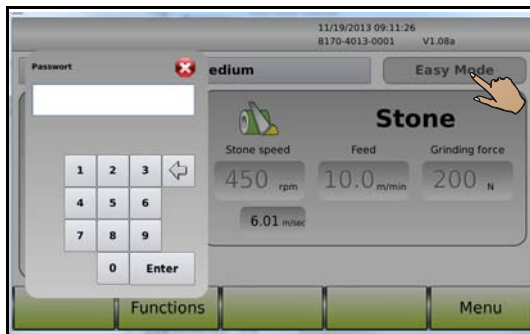 11/19/2013 09:11:26
8170-4013-0001 V1.08a
Passwort
edium
Easy Mode
Stone
Stone speed Feed Grinding force
450 rpm 10.0 m/min 200 N
6.01 m/sec
1 2 3
4 5 6
7 8 9
0 Enter
Functions Menu